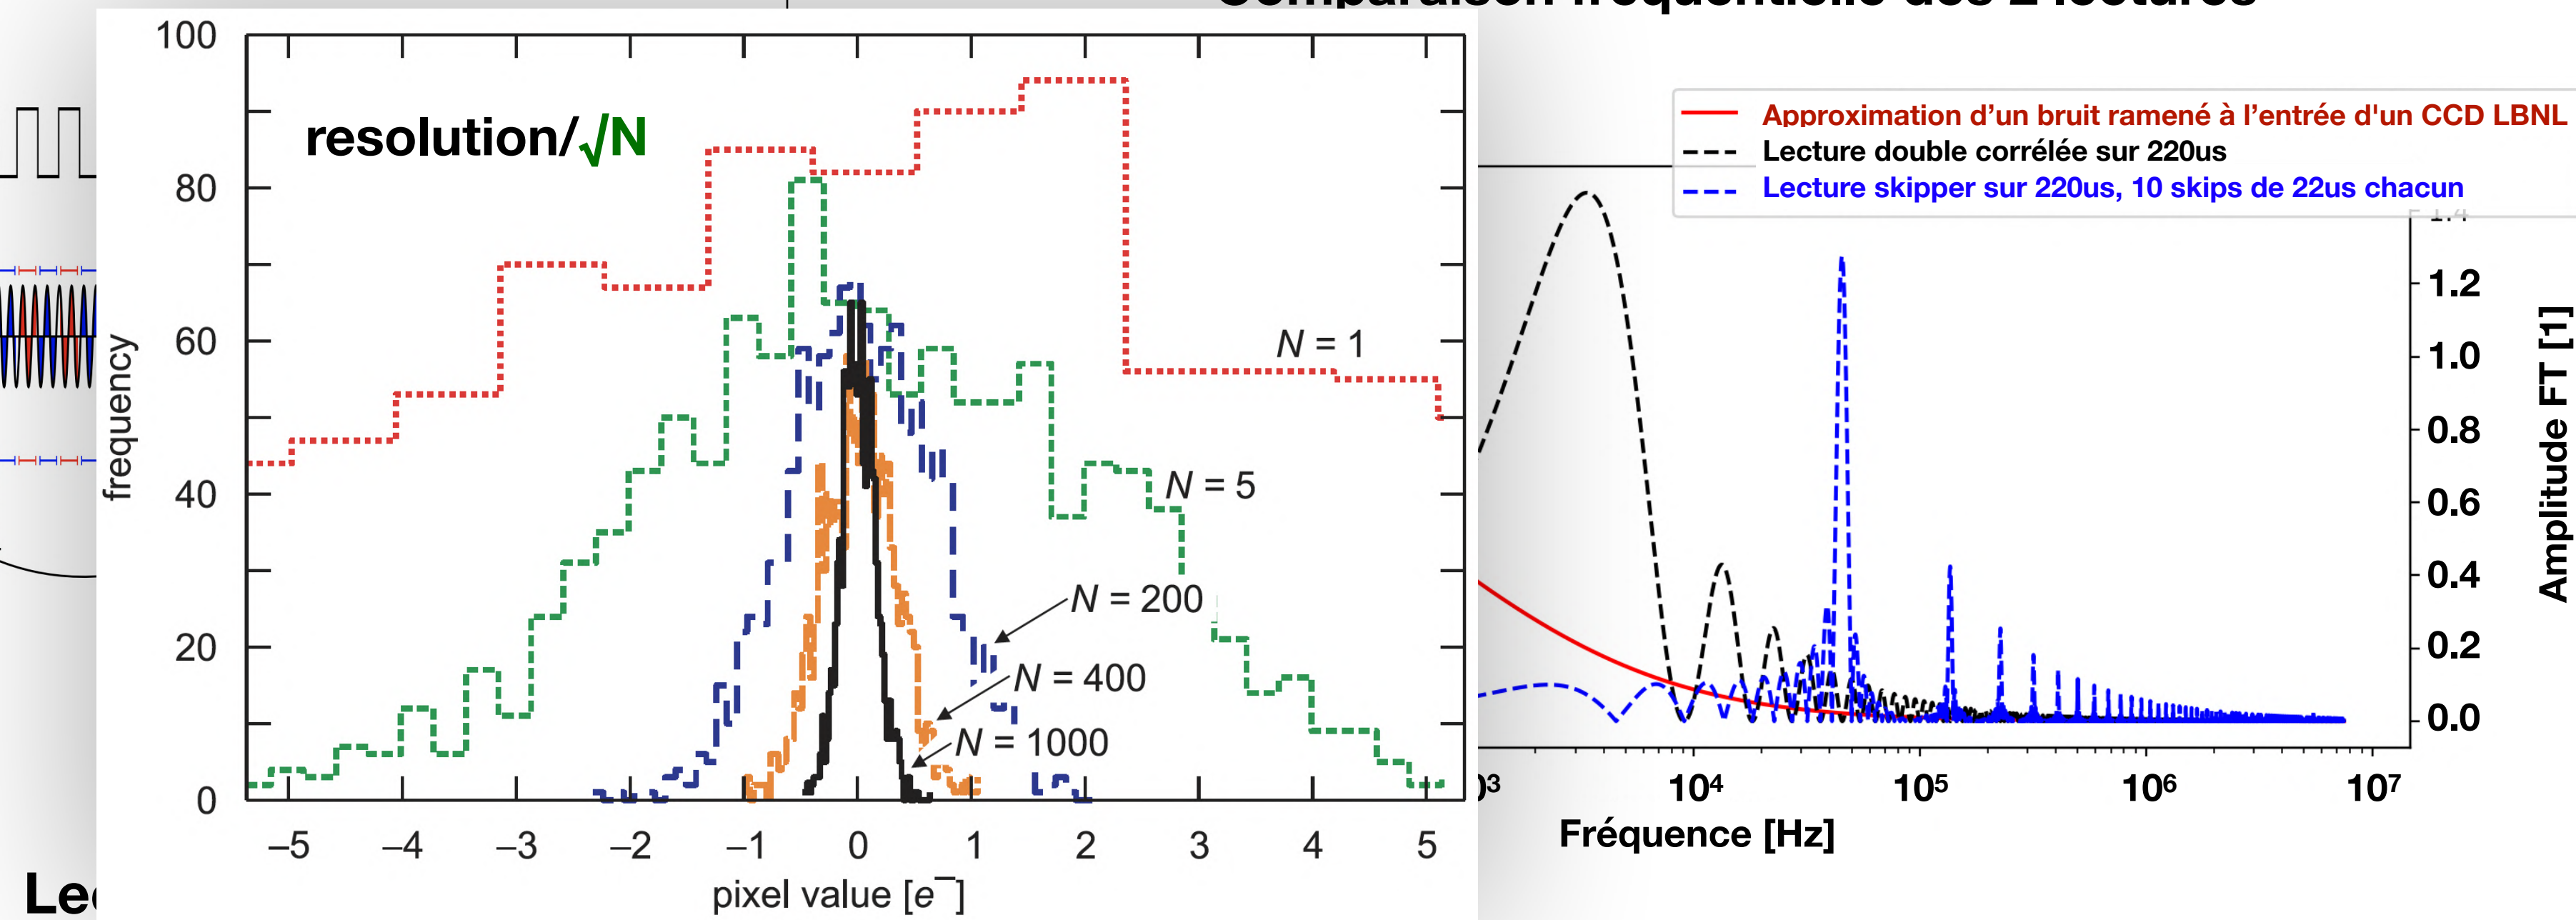 100
80
60
40
20
0
frequency
resolution/√N
N = 1
N = 5
N = 200
N = 400
N = 1000
–5 –4 –3 –2 –1 0 1 2 3 4 5
pixel value [e⁻]
Approximation d’un bruit ramené à l’entrée d'un CCD LBNL
Lecture double corrélée sur 220us
Lecture skipper sur 220us, 10 skips de 22us chacun
1.2
1.0
0.8
0.6
0.4
0.2
0.0
Amplitude FT [1]
10⁴ 10⁵ 10⁶ 10⁷
Fréquence [Hz]